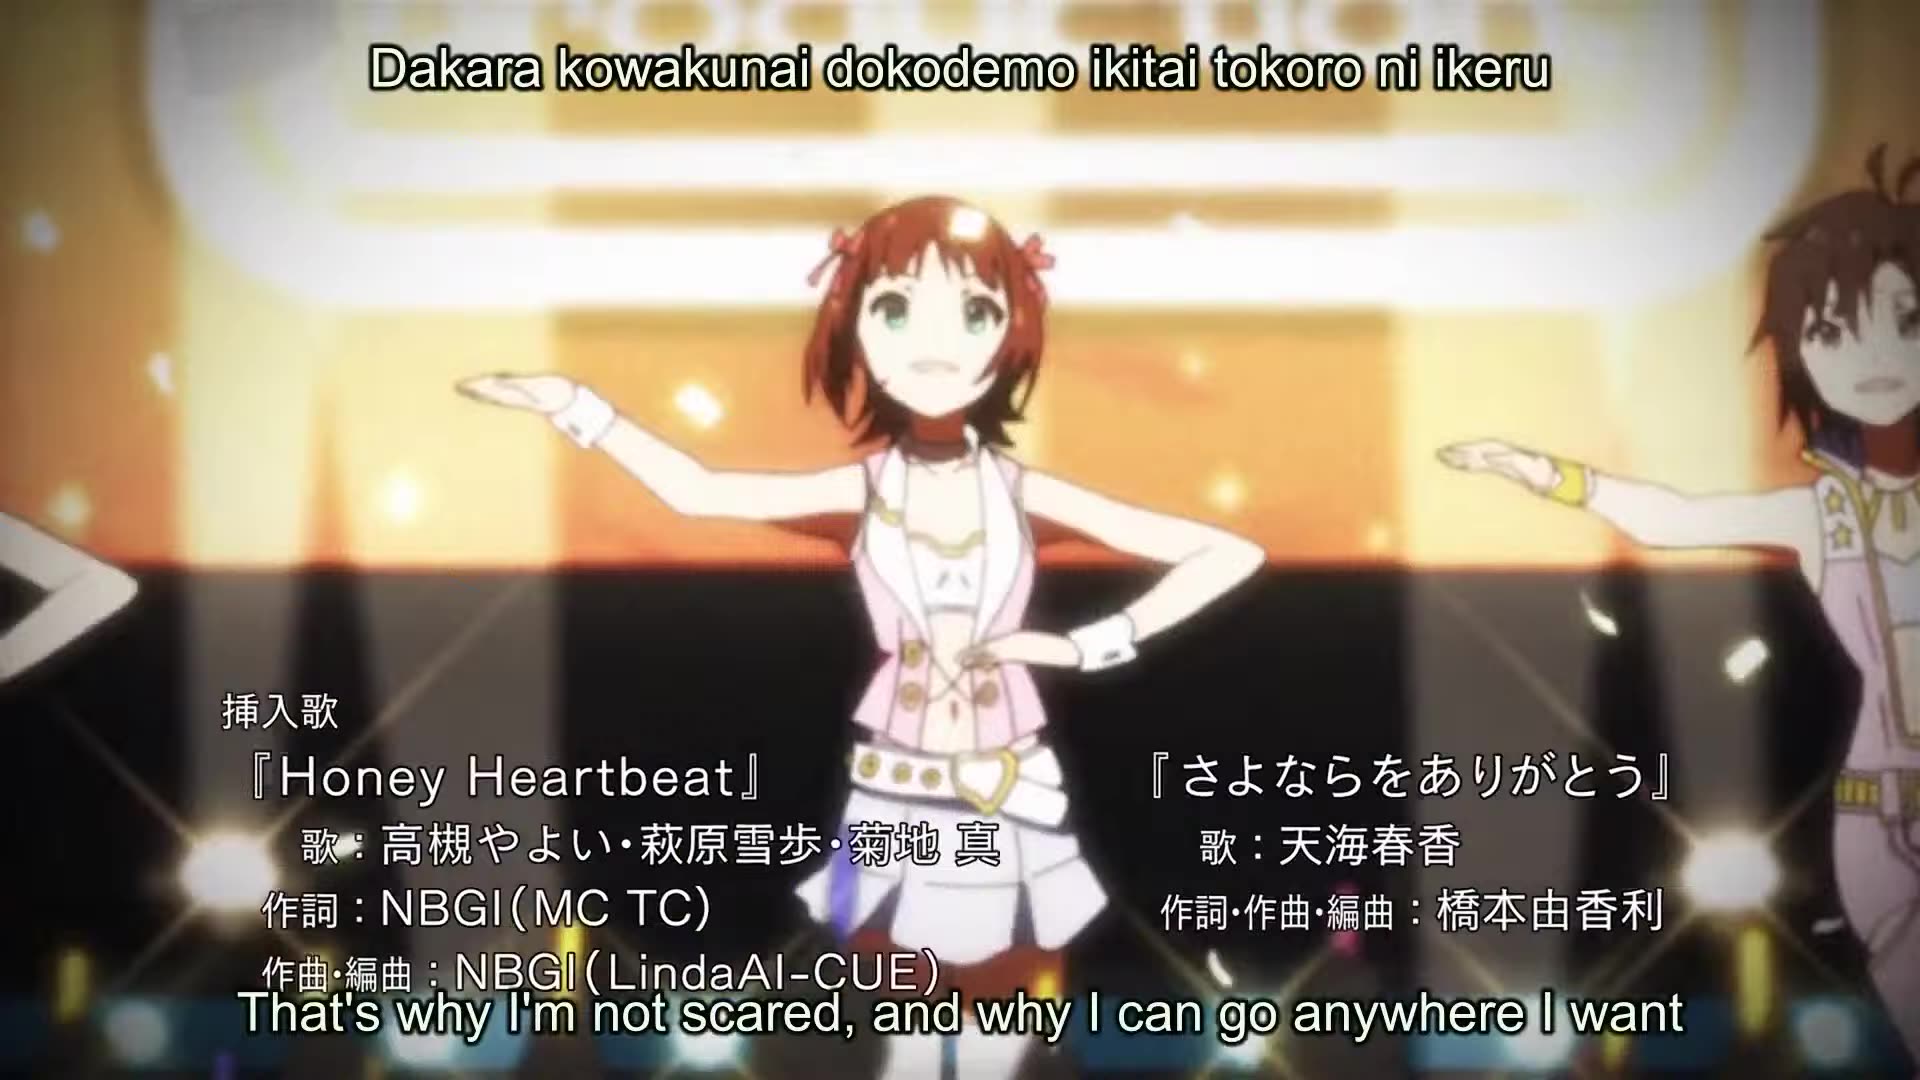 PRODUCTION
Dakara kowakunai dokodemo ikitai tokoro ni ikeru
挿入歌
『Honey Heartbeat』
歌：高槻やよい・萩原雪歩・菊地 真
作詞：NBGI（MC TC）
作曲・編曲：NBGI（LindaAI-CUE）
『さよならをありがとう』
歌：天海春香
作詞・作曲・編曲：橋本由香利
That's why I'm not scared, and why I can go anywhere I want